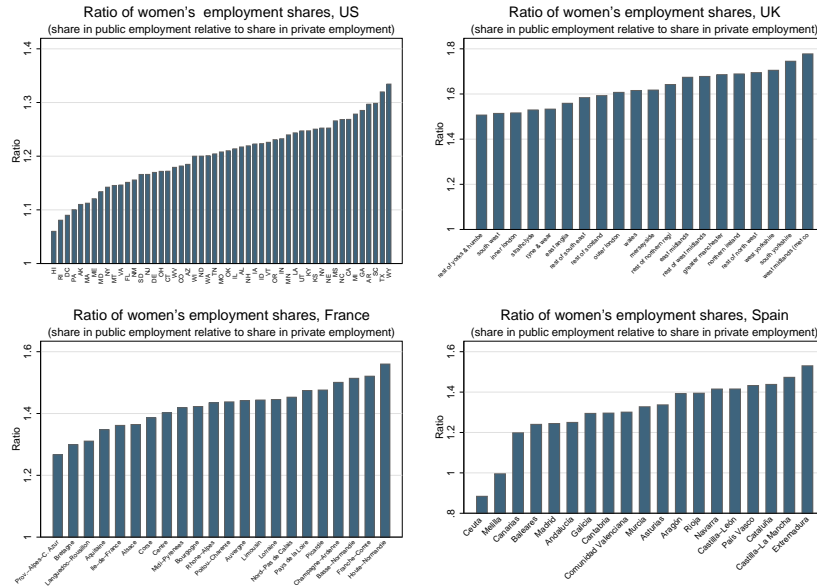 Ratio of women's employment shares, US
(share in public employment relative to share in private employment)
Ratio
1.4
1.3
1.2
1.1
1
HI RI DC PA AK MA ME MD NY MT VA FL NM SD NJ DE OH CT WV CO AZ WI ND WA TN MO OK IL AL NH IA ID VT OR IN MN LA UT KY KS NV NE MS NC CA MI GA AR SC TX WY
Ratio of women's employment shares, UK
(share in public employment relative to share in private employment)
Ratio
1.8
1.6
1.4
1.2
1
rest of yorks & humbe
south west
inner london
strathclyde
tyne & wear
east anglia
rest of south east
rest of scotland
outer london
wales
merseyside
rest of northern regi
east midlands
rest of west midlands
greater manchester
northern ireland
rest of north west
west yorkshire
south yorkshire
west midlands (met co
Ratio of women's employment shares, France
(share in public employment relative to share in private employment)
Ratio
1.6
1.4
1.2
1
Prov−Alpes−C. Azur
Bretagne
Languedoc−Rousillon
Aquitaine
Ile−de−France
Alsace
Corse
Centre
Midi−Pyrenees
Bourgogne
Rhone−Alpes
Poitou−Charente
Auvergne
Limousin
Lorraine
Nord−Pas de Calais
Pays de la Loire
Picardie
Champagne−Ardenne
Basse−Normandie
Franche−Comte
Haute−Normandie
Ratio of women's employment shares, Spain
(share in public employment relative to share in private employment)
Ratio
1.6
1.4
1.2
1
.8
Ceuta
Melilla
Canarias
Baleares
Madrid
Andalucía
Galicia
Cantabria
Comunidad Valenciana
Murcia
Asturias
Aragón
Rioja
Navarra
Castilla−León
País Vasco
Cataluña
Castilla−La Mancha
Extremadura